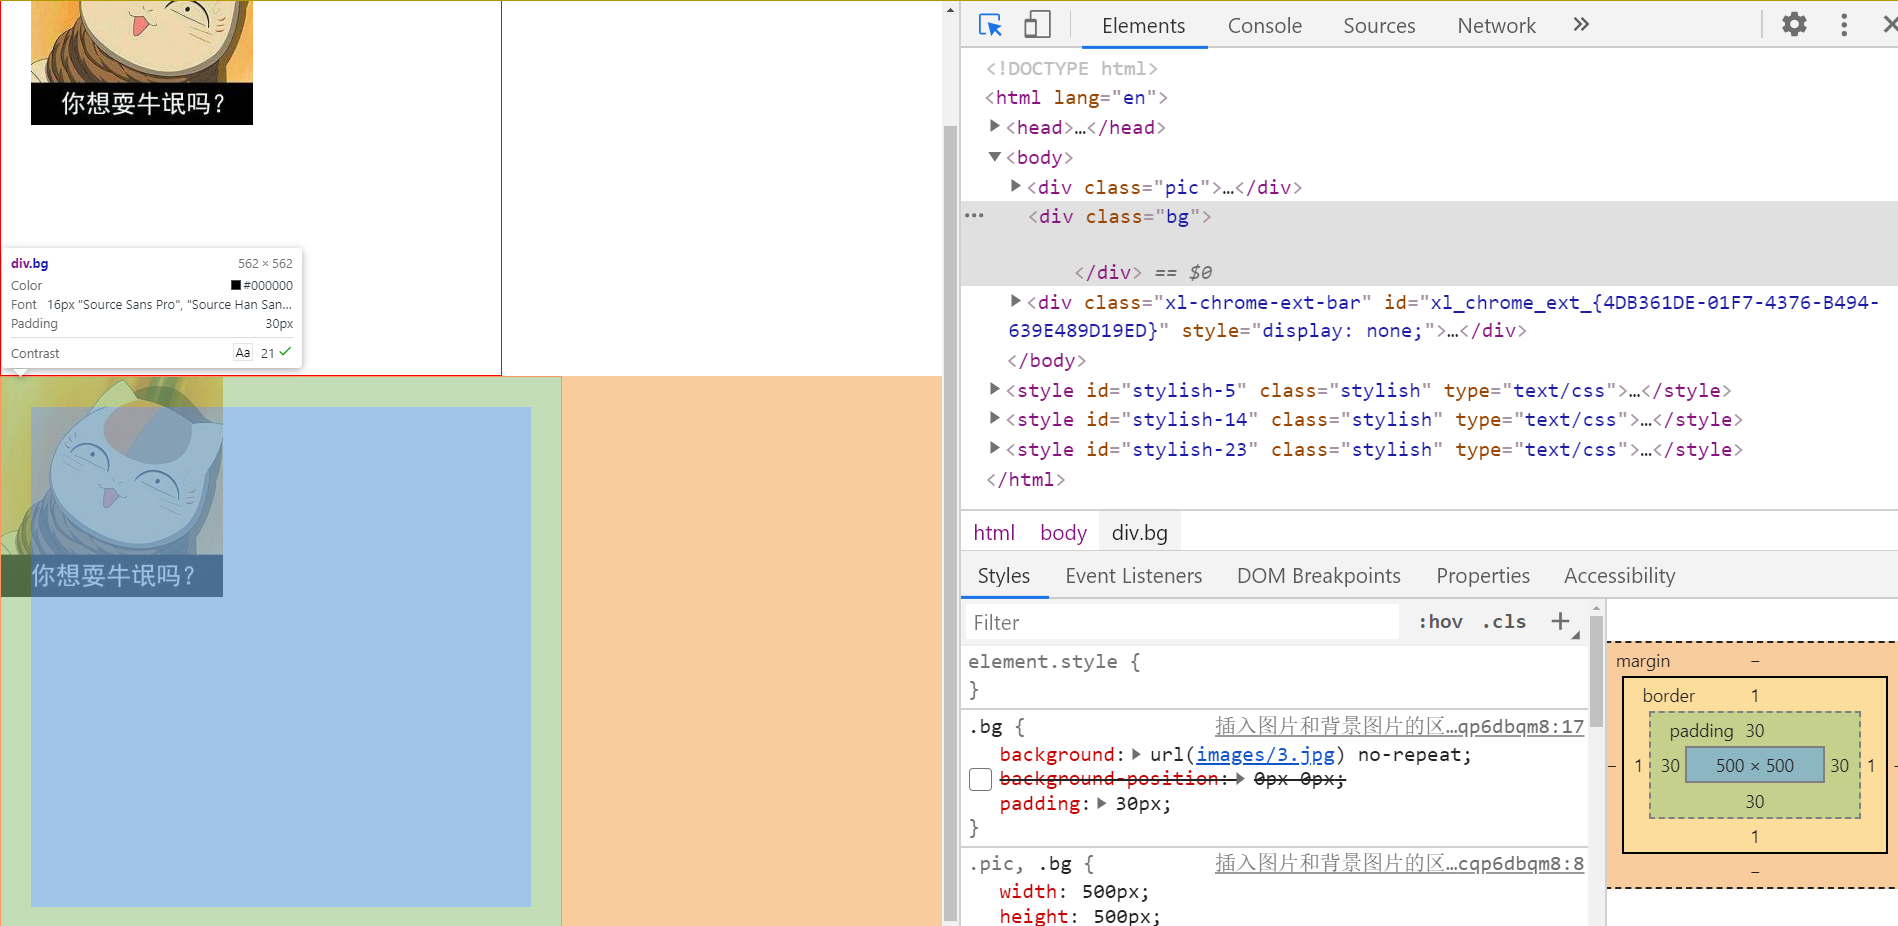 你想耍牛氓吗?
div.bg 562 × 562
Color #000000
Font 16px "Source Sans Pro", "Source Han San...
Padding 30px
Contrast Aa 21
你想耍牛氓吗?
Elements Console Sources Network
<!DOCTYPE html>
<html lang="en">
<head>…</head>
<body>
<div class="pic">…</div>
<div class="bg">
</div> == $0
<div class="xl-chrome-ext-bar" id="xl_chrome_ext_{4DB361DE-01F7-4376-B494-
639E489D19ED}" style="display: none;">…</div>
</body>
<style id="stylish-5" class="stylish" type="text/css">…</style>
<style id="stylish-14" class="stylish" type="text/css">…</style>
<style id="stylish-23" class="stylish" type="text/css">…</style>
</html>
html body div.bg
Styles Event Listeners DOM Breakpoints Properties Accessibility
Filter :hov .cls +
element.style {
}
.bg { 插入图片和背景图片的区…qp6dbqm8:17
background: url(images/3.jpg) no-repeat;
background-position: 0px 0px;
padding: 30px;
}
.pic, .bg { 插入图片和背景图片的区…cqp6dbqm8:8
width: 500px;
height: 500px;
margin –
border 1
padding 30
– 1 30 500 × 500 30 1 –
30
1
–